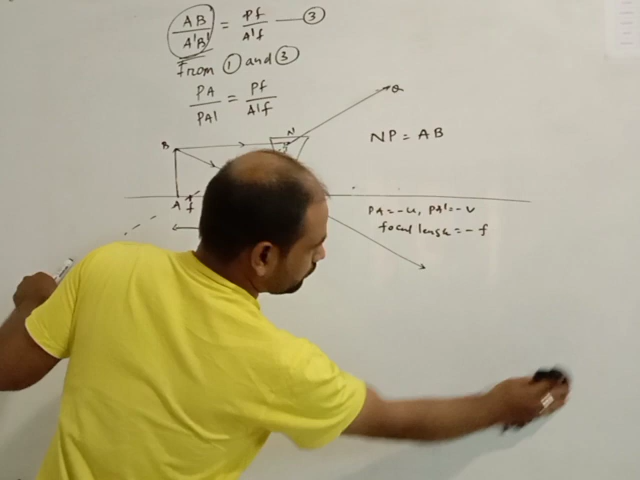 AB/A'B' = Pf/A'f — ③
From ① and ③
PA/PA' = Pf/A'f
Q
N
B
NP = AB
A f
PA = -u, PA' = -v
focal length = -f